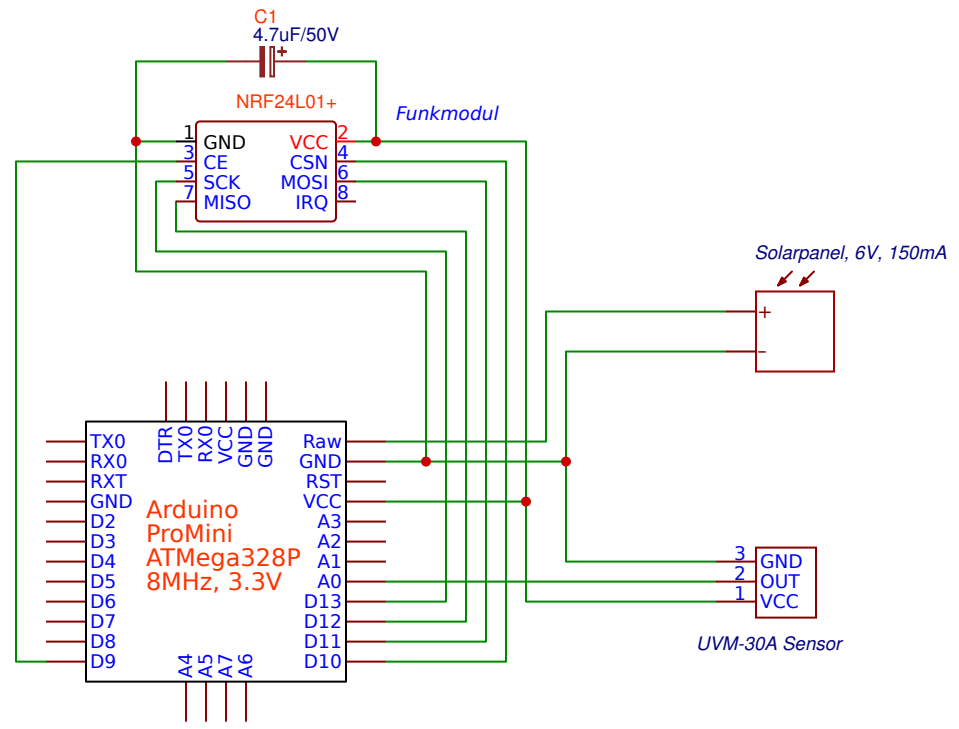 C1
4.7uF/50V
+
NRF24L01+
Funkmodul
1 GND VCC 2
3 CE CSN 4
5 SCK MOSI 6
7 MISO IRQ 8
Solarpanel, 6V, 150mA
+
–
DTR
TX0
RX0
VCC
GND
GND
TX0 Raw
RX0 GND
RXT RST
GND VCC
D2 A3
D3 A2
D4 A1
D5 A0
D6 D13
D7 D12
D8 D11
D9 D10
Arduino
ProMini
ATMega328P
8MHz, 3.3V
A4
A5
A7
A6
3 GND
2 OUT
1 VCC
UVM-30A Sensor